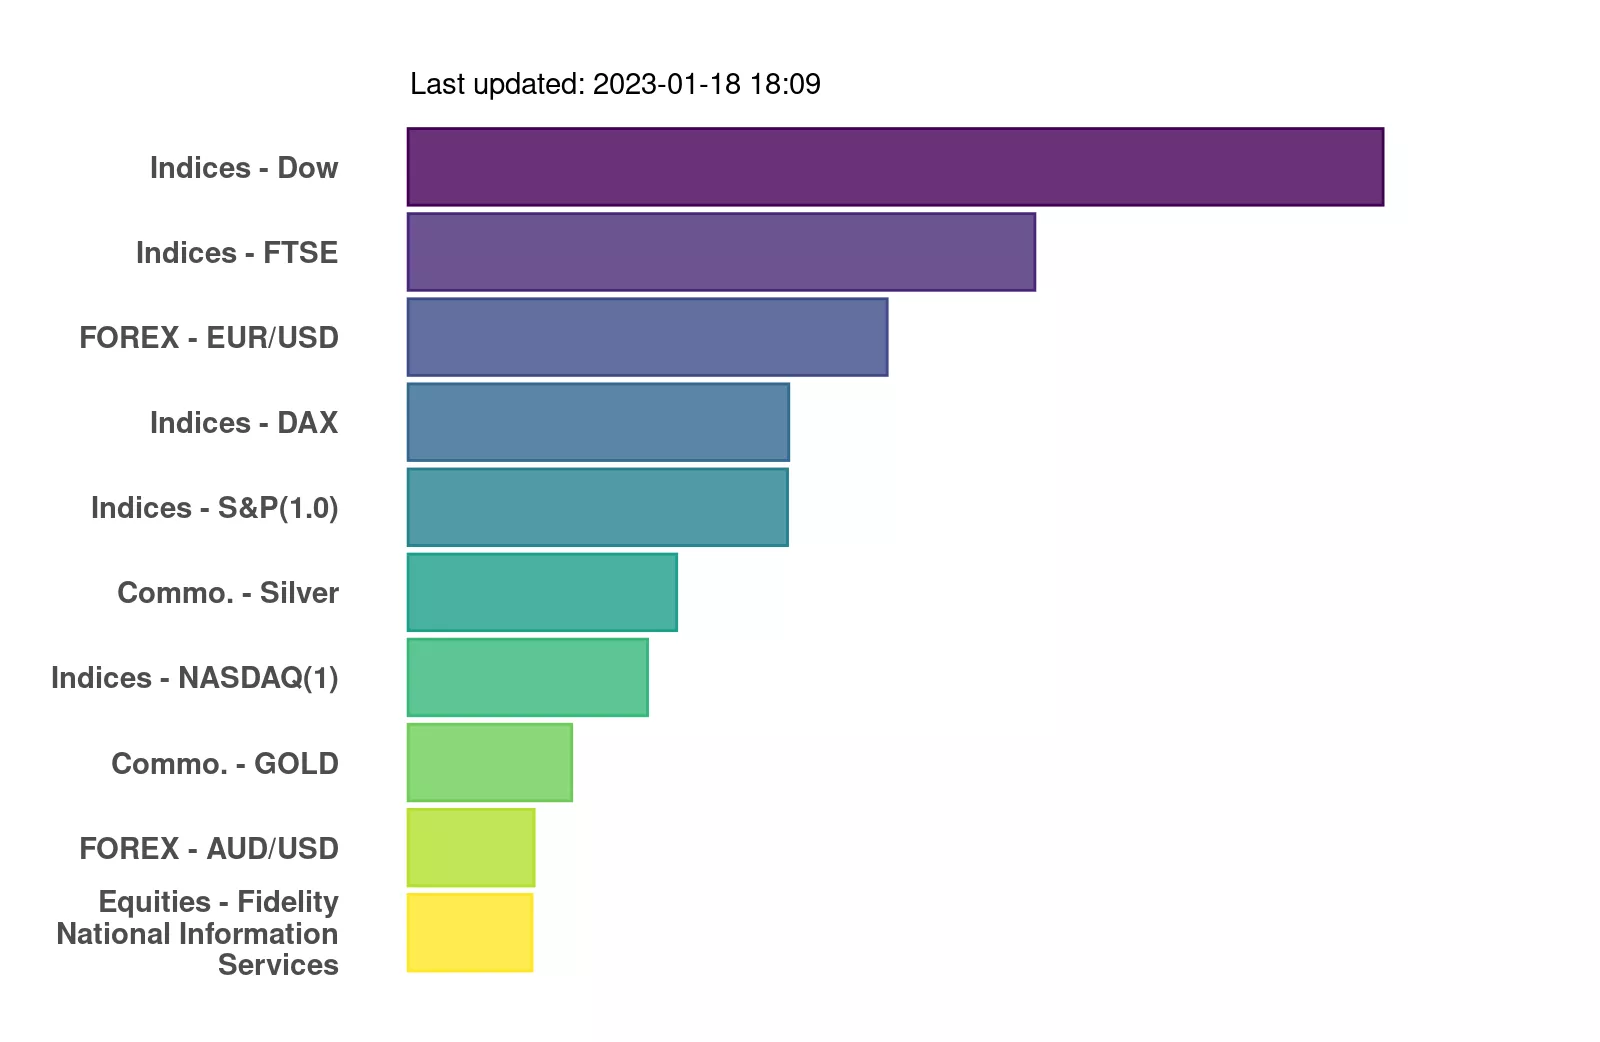 Last updated: 2023-01-18 18:09
Indices - Dow
Indices - FTSE
FOREX - EUR/USD
Indices - DAX
Indices - S&P(1.0)
Commo. - Silver
Indices - NASDAQ(1)
Commo. - GOLD
FOREX - AUD/USD
Equities - Fidelity
National Information
Services